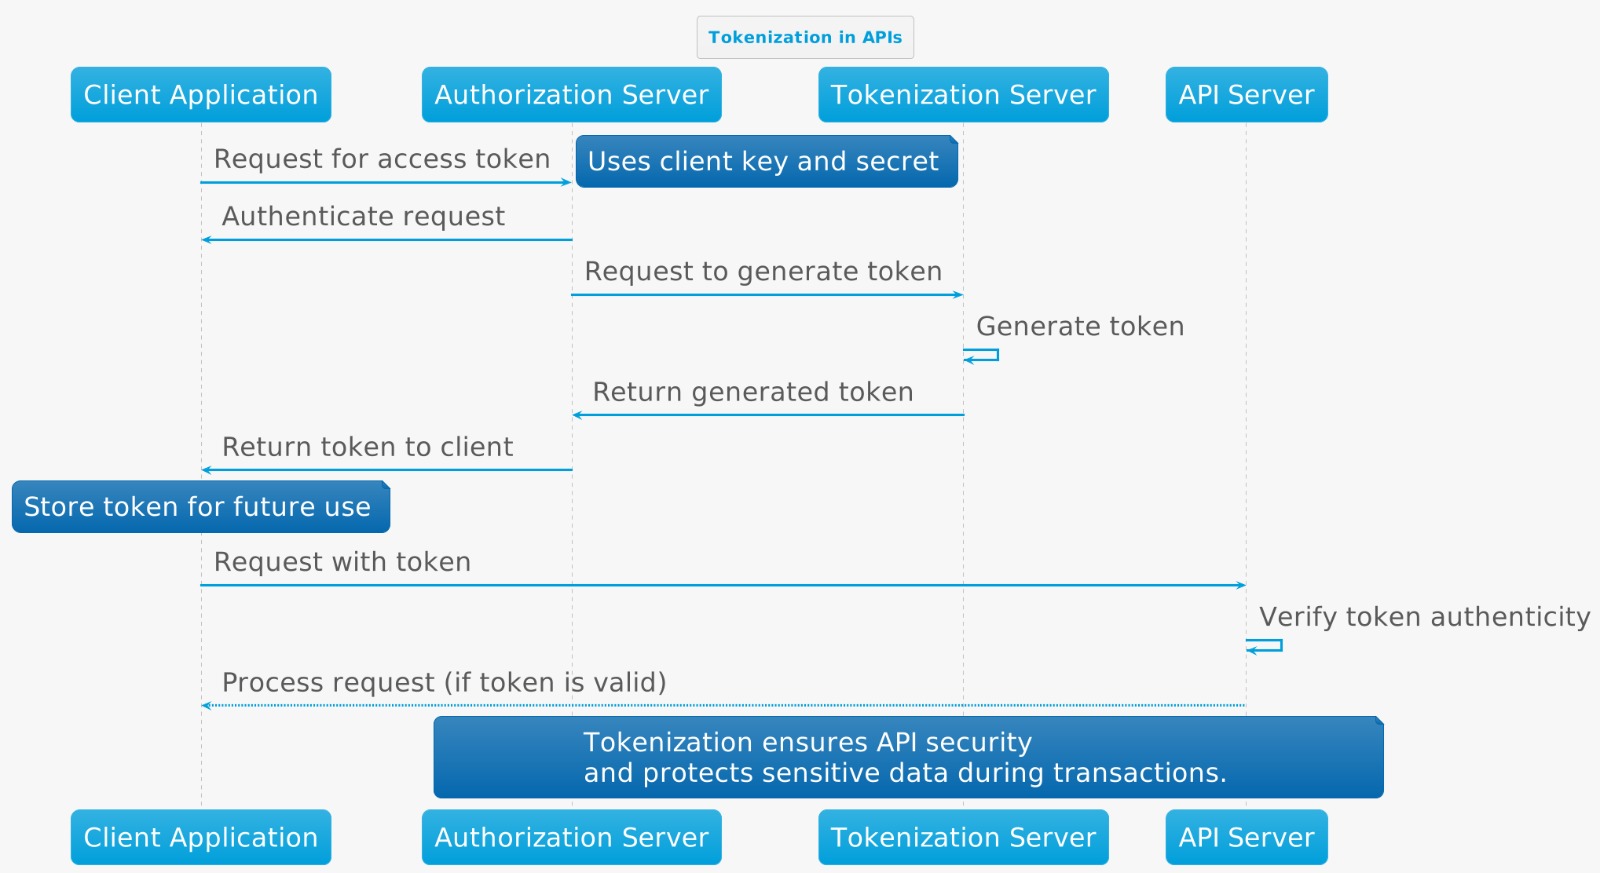 Tokenization in APIs
Client Application
Authorization Server
Tokenization Server
API Server
Request for access token
Uses client key and secret
Authenticate request
Request to generate token
Generate token
Return generated token
Return token to client
Store token for future use
Request with token
Verify token authenticity
Process request (if token is valid)
Tokenization ensures API security
and protects sensitive data during transactions.
Client Application
Authorization Server
Tokenization Server
API Server